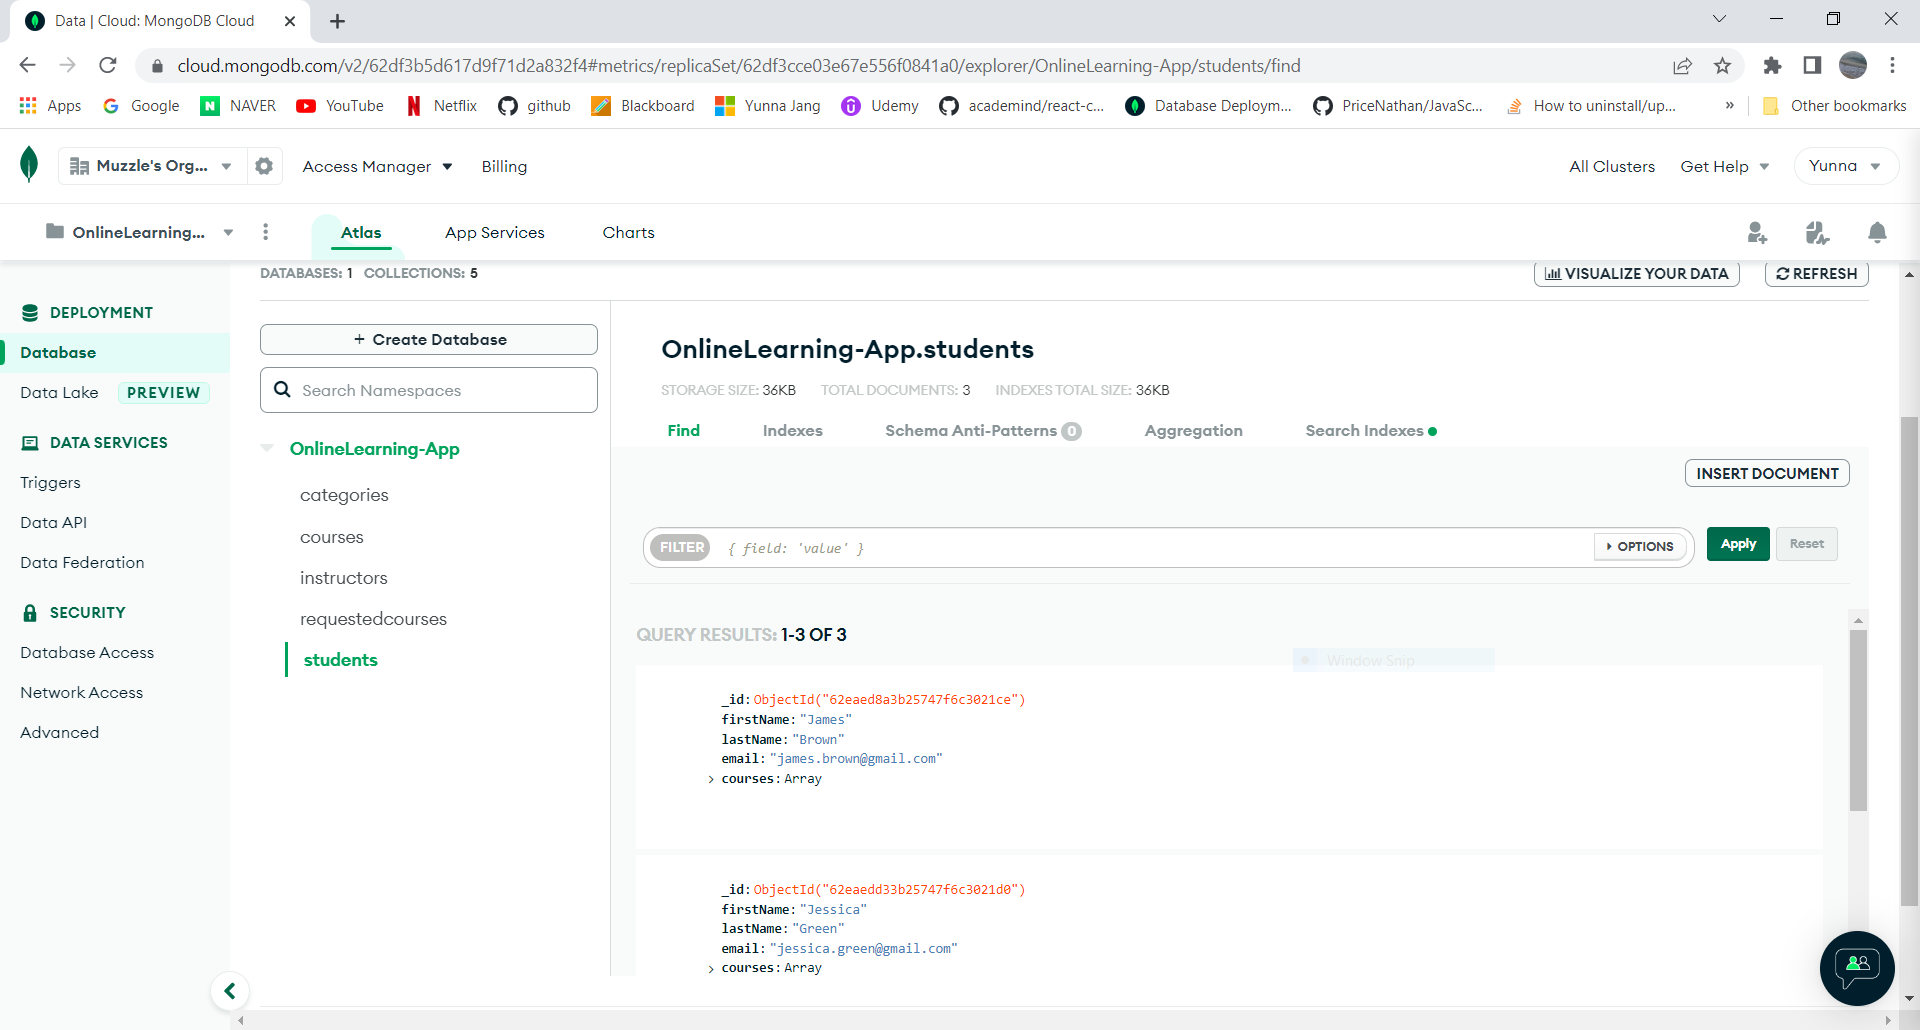 Data | Cloud: MongoDB Cloud
cloud.mongodb.com/v2/62df3b5d617d9f71d2a832f4#metrics/replicaSet/62df3cce03e67e556f0841a0/explorer/OnlineLearning-App/students/find
Apps Google NAVER YouTube Netflix github Blackboard Yunna Jang Udemy academind/react-c... Database Deploym... PriceNathan/JavaSc... How to uninstall/up... » Other bookmarks
Muzzle's Org... Access Manager Billing All Clusters Get Help Yunna
OnlineLearning... Atlas App Services Charts
DATABASES: 1 COLLECTIONS: 5 VISUALIZE YOUR DATA REFRESH
DEPLOYMENT
Database
Data Lake PREVIEW
DATA SERVICES
Triggers
Data API
Data Federation
SECURITY
Database Access
Network Access
Advanced
+ Create Database
Search Namespaces
OnlineLearning-App
categories
courses
instructors
requestedcourses
students
OnlineLearning-App.students
STORAGE SIZE: 36KB TOTAL DOCUMENTS: 3 INDEXES TOTAL SIZE: 36KB
Find Indexes Schema Anti-Patterns 0 Aggregation Search Indexes
INSERT DOCUMENT
FILTER { field: 'value' } OPTIONS Apply Reset
QUERY RESULTS: 1-3 OF 3
Window Snip
_id: ObjectId("62eaed8a3b25747f6c3021ce")
firstName: "James"
lastName: "Brown"
email: "james.brown@gmail.com"
courses: Array
_id: ObjectId("62eaedd33b25747f6c3021d0")
firstName: "Jessica"
lastName: "Green"
email: "jessica.green@gmail.com"
courses: Array